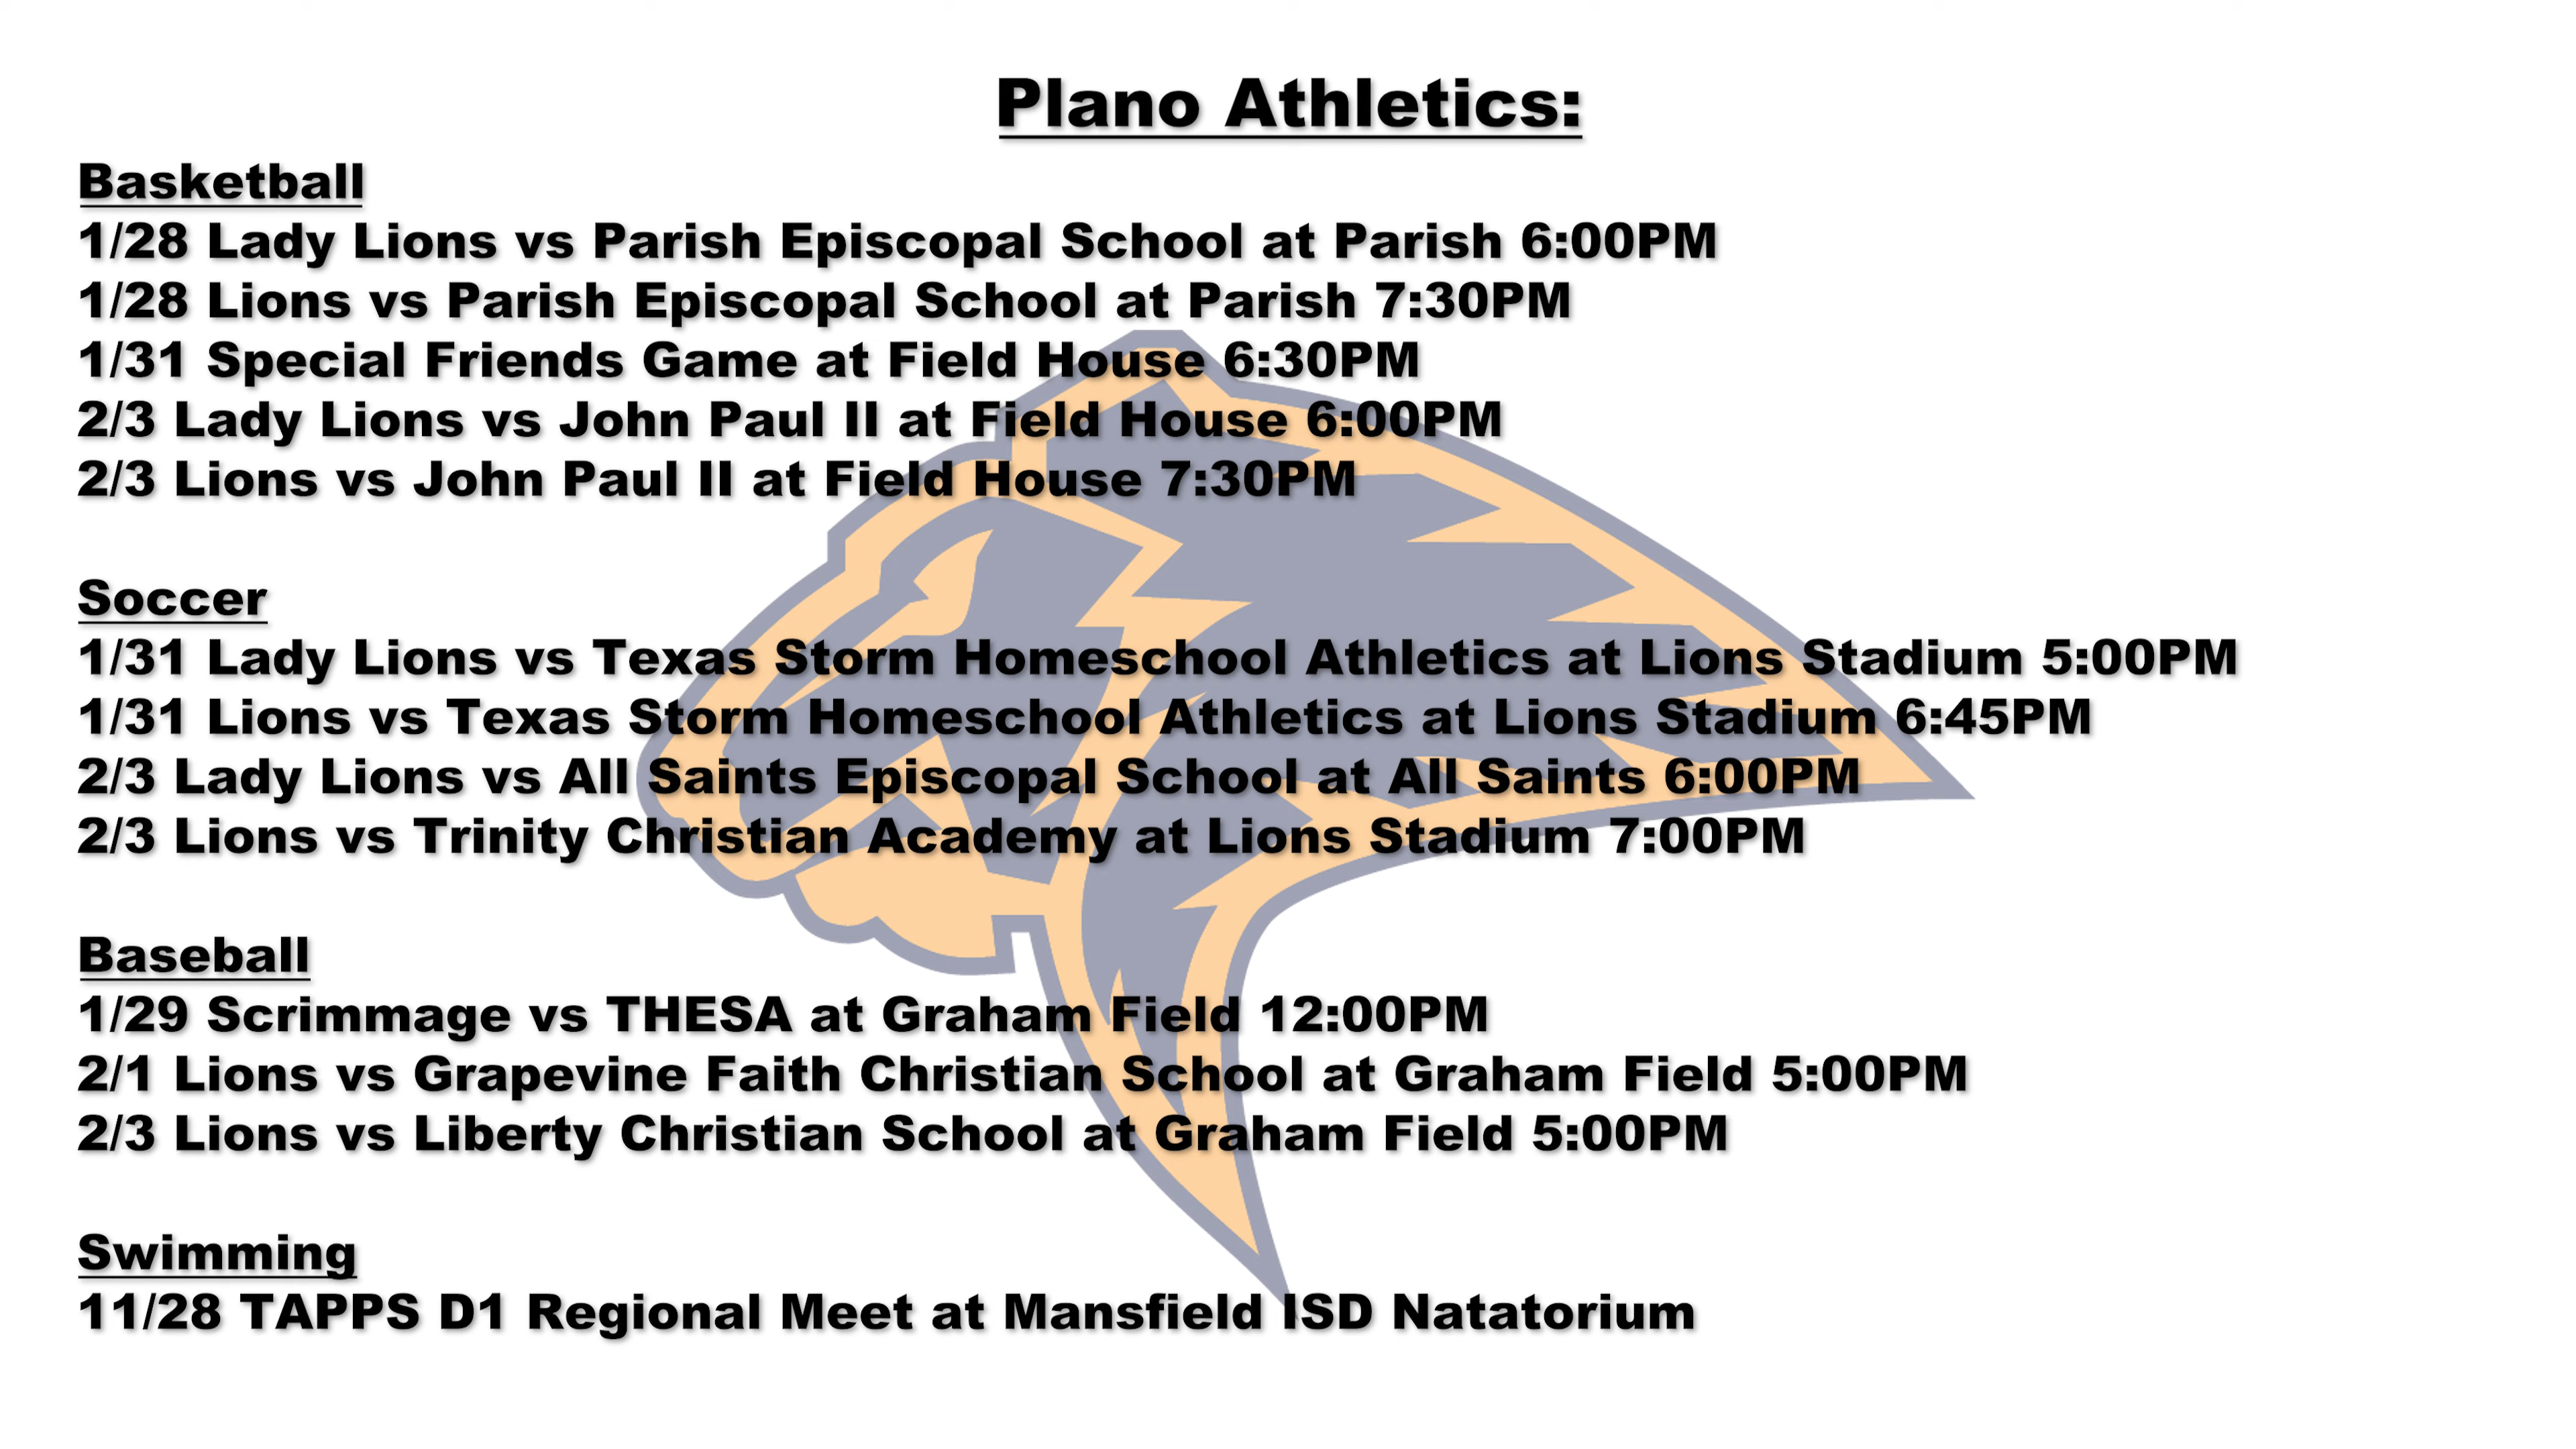 Plano Athletics:
Basketball
1/28 Lady Lions vs Parish Episcopal School at Parish 6:00PM
1/28 Lions vs Parish Episcopal School at Parish 7:30PM
1/31 Special Friends Game at Field House 6:30PM
2/3 Lady Lions vs John Paul II at Field House 6:00PM
2/3 Lions vs John Paul II at Field House 7:30PM
Soccer
1/31 Lady Lions vs Texas Storm Homeschool Athletics at Lions Stadium 5:00PM
1/31 Lions vs Texas Storm Homeschool Athletics at Lions Stadium 6:45PM
2/3 Lady Lions vs All Saints Episcopal School at All Saints 6:00PM
2/3 Lions vs Trinity Christian Academy at Lions Stadium 7:00PM
Baseball
1/29 Scrimmage vs THESA at Graham Field 12:00PM
2/1 Lions vs Grapevine Faith Christian School at Graham Field 5:00PM
2/3 Lions vs Liberty Christian School at Graham Field 5:00PM
Swimming
11/28 TAPPS D1 Regional Meet at Mansfield ISD Natatorium